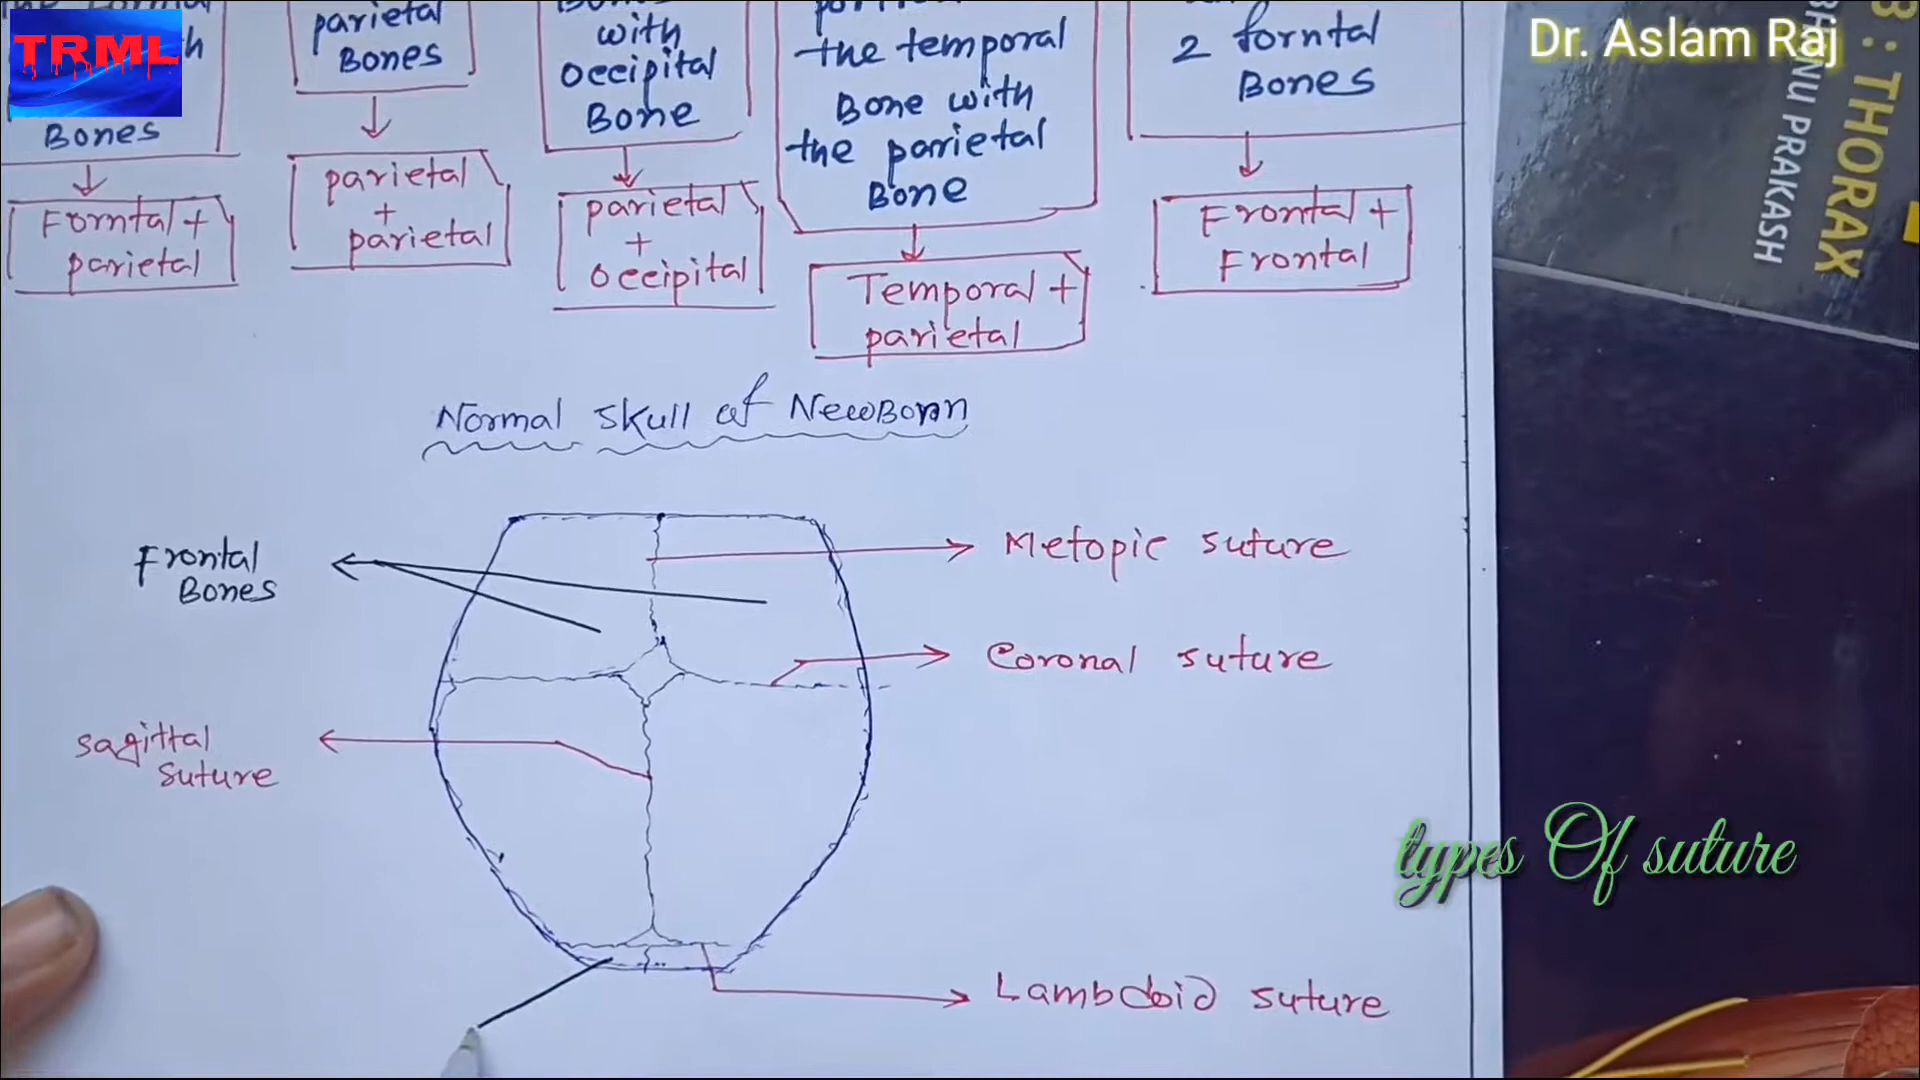 TRML
Bones
Forntal +
parietal
parietal
Bones
parietal
+
parietal
with
Occipital
Bone
parietal
+
Occipital
the temporal
Bone with
the parietal
Bone
Temporal +
parietal
2 forntal
Bones
Frontal +
Frontal
Dr. Aslam Raj
3 : THORAX
BHANU PRAKASH
Normal skull of NewBorn
Frontal
Bones
Metopic suture
Coronal suture
Sagittal
suture
types Of suture
Lambdoid suture